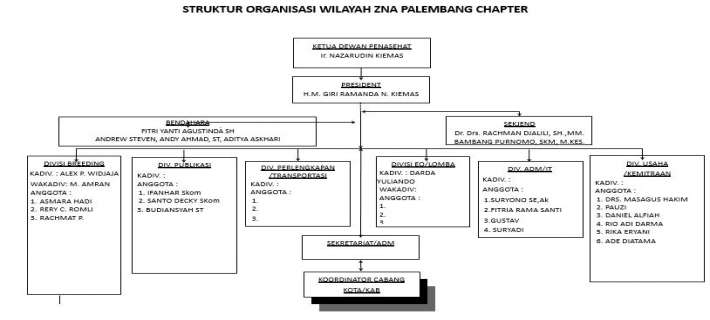 STRUKTUR ORGANISASI WILAYAH ZNA PALEMBANG CHAPTER
KETUA DEWAN PENASEHAT
Ir. NAZARUDIN KIEMAS
PRESIDENT
H.M. GIRI RAMANDA N. KIEMAS
BENDAHARA
FITRI YANTI AGUSTINDA SH
ANDREW STEVEN, ANDY AHMAD, ST, ADITYA ASKHARI
SEKJEND
Dr. Drs. RACHMAN DJALILI, SH.,MM.
BAMBANG PURNOMO, SKM, M.KES.
DIVISI BREEDING
KADIV. : ALEX P. WIDJAJA
WAKADIV: M. AMRAN
ANGGOTA :
1. ASMARA HADI
2. RERY C. ROMLI
3. RACHMAT P.
DIV. PUBLIKASI
KADIV. :
ANGGOTA :
1. IFANHAR SKom
2. SANTO DECKY SKom
5. BUDIANSYAH ST
DIV. PERLENGKAPAN
/TRANSPORTASI
KADIV. :
ANGGOTA :
1.
2.
3.
DIVISI EO/LOMBA
KADIV. : DARDA
YULIANDO
WAKADIV:
ANGGOTA :
1.
2.
3
DIV. ADM/IT
KADIV. :
ANGGOTA :
1.SURYONO SE,Ak
2.FITRIA RAMA SANTI
3.GUSTAV
4. SURYADI
DIV. USAHA
/KEMITRAAN
KADIV. :
ANGGOTA :
1. DRS. MASAGUS HAKIM
2. PAUZI
3. DANIEL ALFIAH
4. RIO ADI DARMA
5. RIKA ERYANI
6. ADE DIATAMA
SEKRETARIAT/ADM
KOORDINATOR CABANG
KOTA/KAB